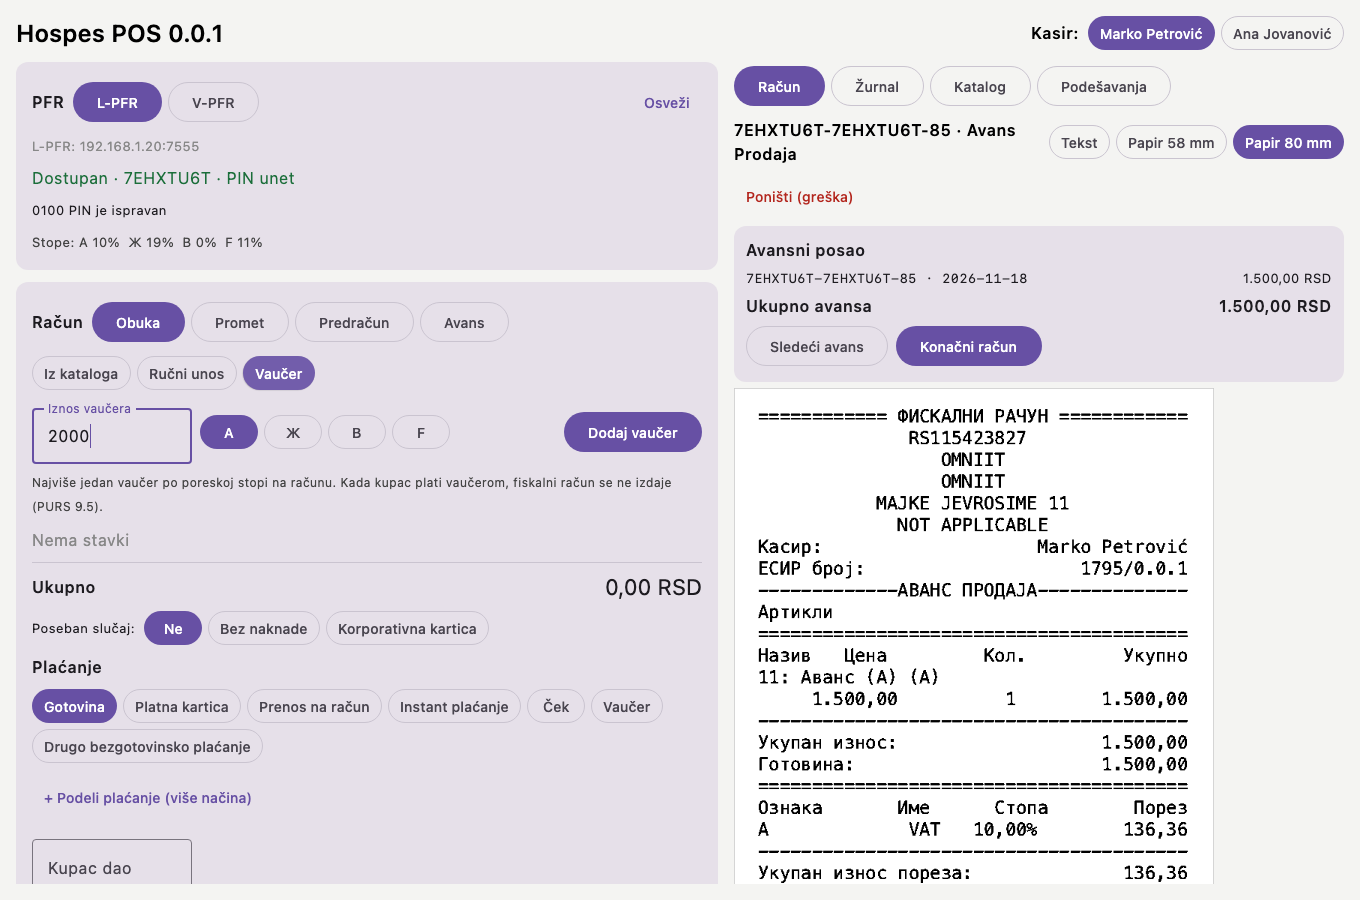 Hospes POS 0.0.1
Kasir: Marko Petrović Ana Jovanović
PFR L-PFR V-PFR Osveži
L-PFR: 192.168.1.20:7555
Dostupan · 7EHXTU6T · PIN unet
0100 PIN je ispravan
Stope: A 10% Ж 19% B 0% F 11%
Račun Obuka Promet Predračun Avans
Iz kataloga Ručni unos Vaučer
Iznos vaučera
2000 A Ж B F Dodaj vaučer
Najviše jedan vaučer po poreskoj stopi na računu. Kada kupac plati vaučerom, fiskalni račun se ne izdaje
(PURS 9.5).
Nema stavki
Ukupno 0,00 RSD
Poseban slučaj: Ne Bez naknade Korporativna kartica
Plaćanje
Gotovina Platna kartica Prenos na račun Instant plaćanje Ček Vaučer
Drugo bezgotovinsko plaćanje
+ Podeli plaćanje (više načina)
Kupac dao
Račun Žurnal Katalog Podešavanja
7EHXTU6T-7EHXTU6T-85 · Avans
Prodaja
Tekst Papir 58 mm Papir 80 mm
Poništi (greška)
Avansni posao
7EHXTU6T-7EHXTU6T-85 · 2026-11-18 1.500,00 RSD
Ukupno avansa 1.500,00 RSD
Sledeći avans Konačni račun
============ ФИСКАЛНИ РАЧУН ============
RS115423827
OMNIIT
OMNIIT
MAJKE JEVROSIME 11
NOT APPLICABLE
Касир: Marko Petrović
ЕСИР број: 1795/0.0.1
-------------АВАНС ПРОДАЈА--------------
Артикли
========================================
Назив Цена Кол. Укупно
11: Аванс (А) (А)
1.500,00 1 1.500,00
----------------------------------------
Укупан износ: 1.500,00
Готовина: 1.500,00
========================================
Ознака Име Стопа Порез
А VAT 10,00% 136,36
----------------------------------------
Укупан износ пореза: 136,36